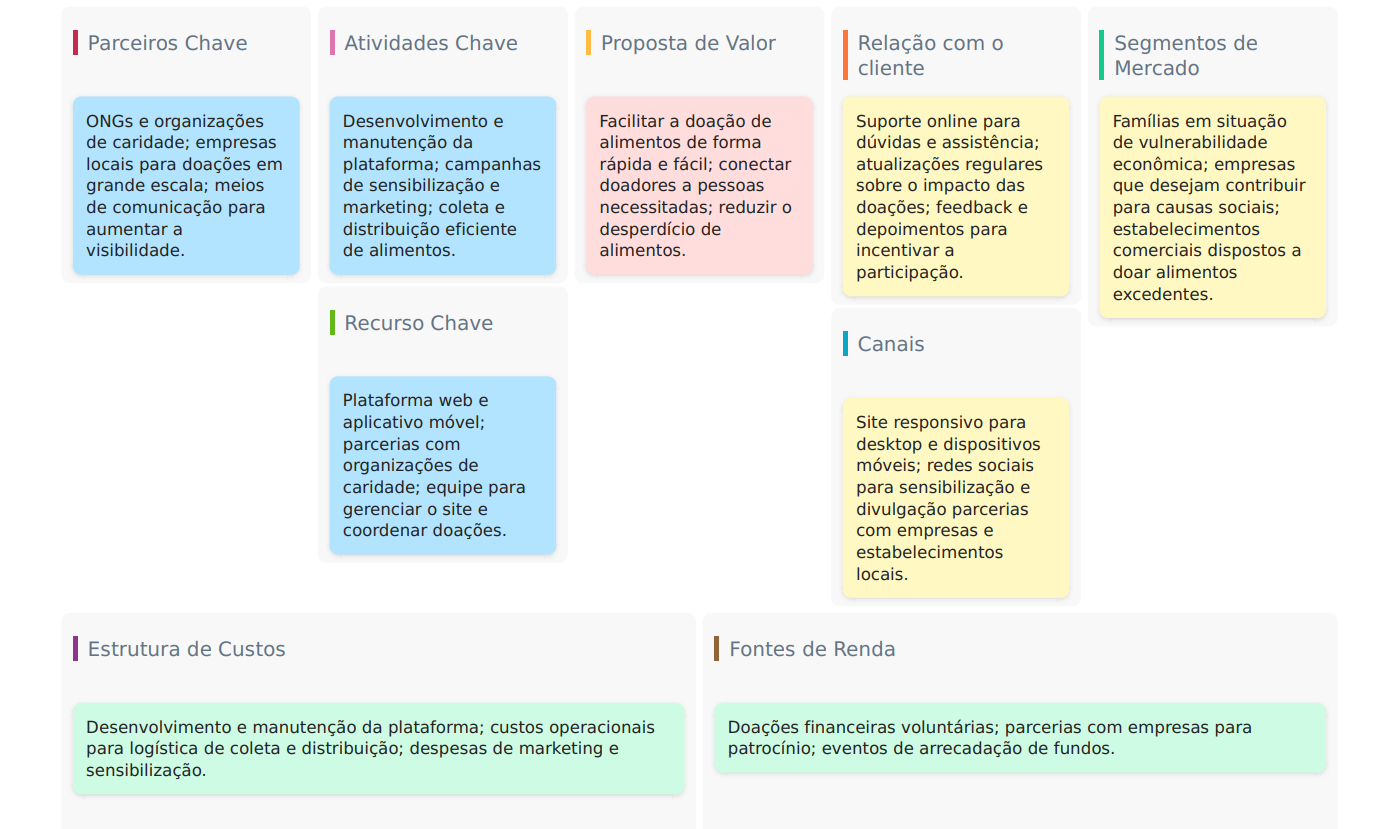 Parceiros Chave
ONGs e organizações
de caridade; empresas
locais para doações em
grande escala; meios
de comunicação para
aumentar a
visibilidade.
Atividades Chave
Desenvolvimento e
manutenção da
plataforma; campanhas
de sensibilização e
marketing; coleta e
distribuição eficiente
de alimentos.
Recurso Chave
Plataforma web e
aplicativo móvel;
parcerias com
organizações de
caridade; equipe para
gerenciar o site e
coordenar doações.
Proposta de Valor
Facilitar a doação de
alimentos de forma
rápida e fácil; conectar
doadores a pessoas
necessitadas; reduzir o
desperdício de
alimentos.
Relação com o
cliente
Suporte online para
dúvidas e assistência;
atualizações regulares
sobre o impacto das
doações; feedback e
depoimentos para
incentivar a
participação.
Canais
Site responsivo para
desktop e dispositivos
móveis; redes sociais
para sensibilização e
divulgação parcerias
com empresas e
estabelecimentos
locais.
Segmentos de
Mercado
Famílias em situação
de vulnerabilidade
econômica; empresas
que desejam contribuir
para causas sociais;
estabelecimentos
comerciais dispostos a
doar alimentos
excedentes.
Estrutura de Custos
Desenvolvimento e manutenção da plataforma; custos operacionais
para logística de coleta e distribuição; despesas de marketing e
sensibilização.
Fontes de Renda
Doações financeiras voluntárias; parcerias com empresas para
patrocínio; eventos de arrecadação de fundos.